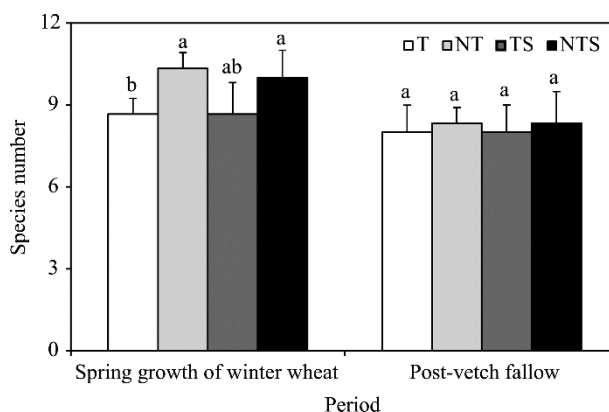 12
T NT TS NTS
a
a
ab
b
a a a a
9
6
3
0
Species number
Spring growth of winter wheat Post-vetch fallow
Period